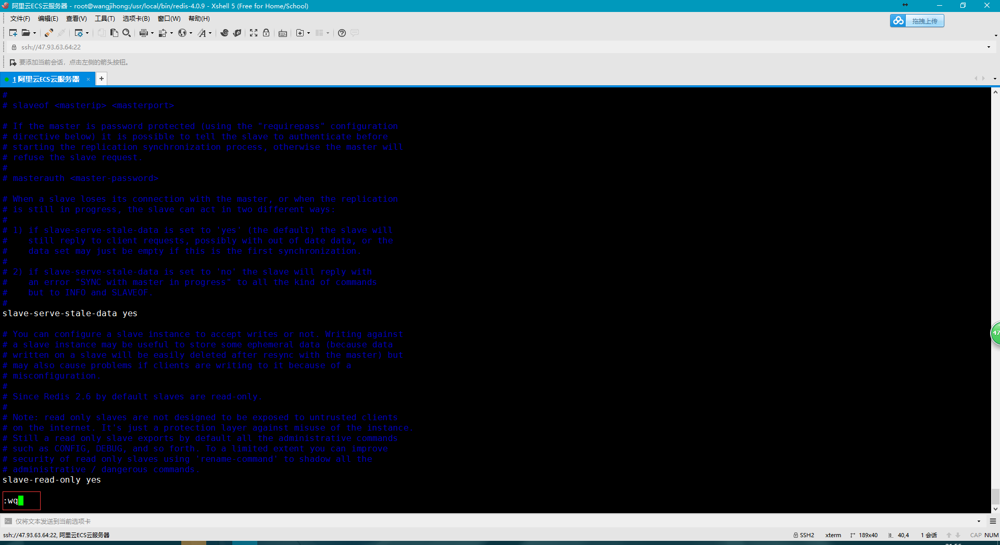 阿里云ECS云服务器 - root@wangjihong:/usr/local/bin/redis-4.0.9 - Xshell 5 (Free for Home/School)
文件(F) 编辑(E) 查看(V) 工具(T) 选项卡(B) 窗口(W) 帮助(H)
拖拽上传
ssh://47.93.63.64:22
要添加当前会话，点击左侧的箭头按钮。
1 阿里云ECS云服务器 × +
#
# slaveof <masterip> <masterport>
# If the master is password protected (using the "requirepass" configuration
# directive below) it is possible to tell the slave to authenticate before
# starting the replication synchronization process, otherwise the master will
# refuse the slave request.
#
# masterauth <master-password>
# When a slave loses its connection with the master, or when the replication
# is still in progress, the slave can act in two different ways:
#
# 1) if slave-serve-stale-data is set to 'yes' (the default) the slave will
#    still reply to client requests, possibly with out of date data, or the
#    data set may just be empty if this is the first synchronization.
#
# 2) if slave-serve-stale-data is set to 'no' the slave will reply with
#    an error "SYNC with master in progress" to all the kind of commands
#    but to INFO and SLAVEOF.
#
slave-serve-stale-data yes
# You can configure a slave instance to accept writes or not. Writing against
# a slave instance may be useful to store some ephemeral data (because data
# written on a slave will be easily deleted after resync with the master) but
# may also cause problems if clients are writing to it because of a
# misconfiguration.
#
# Since Redis 2.6 by default slaves are read-only.
#
# Note: read only slaves are not designed to be exposed to untrusted clients
# on the internet. It's just a protection layer against misuse of the instance.
# Still a read only slave exports by default all the administrative commands
# such as CONFIG, DEBUG, and so forth. To a limited extent you can improve
# security of read only slaves using 'rename-command' to shadow all the
# administrative / dangerous commands.
slave-read-only yes
:wq
47
仅将文本发送到当前选项卡
ssh://47.93.63.64:22, 阿里云ECS云服务器 SSH2 xterm 189x40 40,4 1 会话 CAP NUM